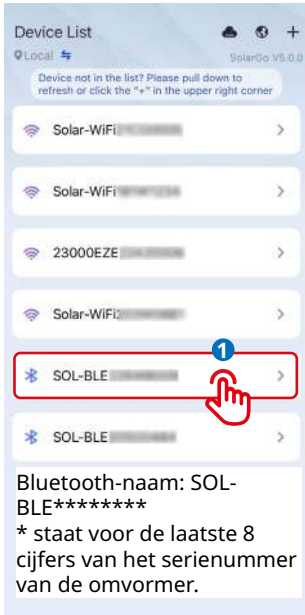 Device List
Local
SolarGo V5.0.0
Device not in the list? Please pull down to
refresh or click the "+" in the upper right corner
Solar-WiFi
Solar-WiFi
23000EZE
Solar-WiFi
1
SOL-BLE
SOL-BLE
Bluetooth-naam: SOL-
BLE********
* staat voor de laatste 8
cijfers van het serienummer
van de omvormer.